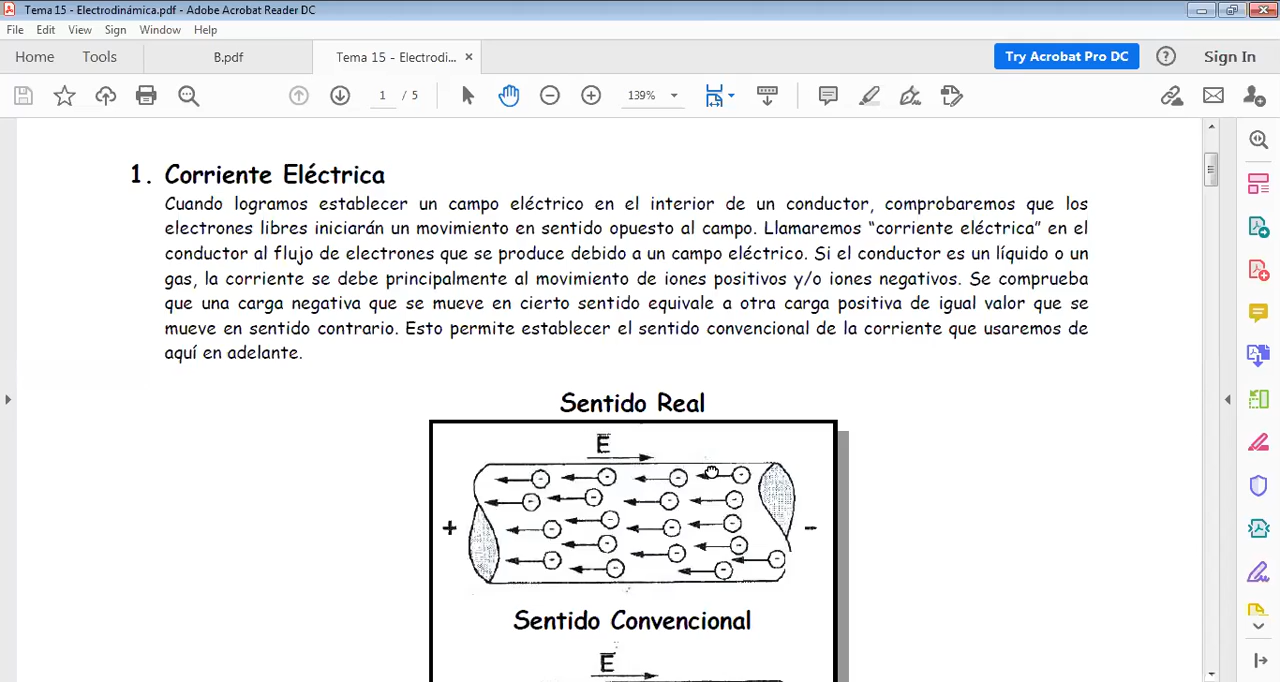 Tema 15 - Electrodinámica.pdf - Adobe Acrobat Reader DC
File Edit View Sign Window Help
Home Tools B.pdf Tema 15 - Electrodi... × Try Acrobat Pro DC ? Sign In
1 / 5 139%
1. Corriente Eléctrica
Cuando logramos establecer un campo eléctrico en el interior de un conductor, comprobaremos que los
electrones libres iniciarán un movimiento en sentido opuesto al campo. Llamaremos “corriente eléctrica” en el
conductor al flujo de electrones que se produce debido a un campo eléctrico. Si el conductor es un líquido o un
gas, la corriente se debe principalmente al movimiento de iones positivos y/o iones negativos. Se comprueba
que una carga negativa que se mueve en cierto sentido equivale a otra carga positiva de igual valor que se
mueve en sentido contrario. Esto permite establecer el sentido convencional de la corriente que usaremos de
aquí en adelante.
Sentido Real
E
+ -
Sentido Convencional
E